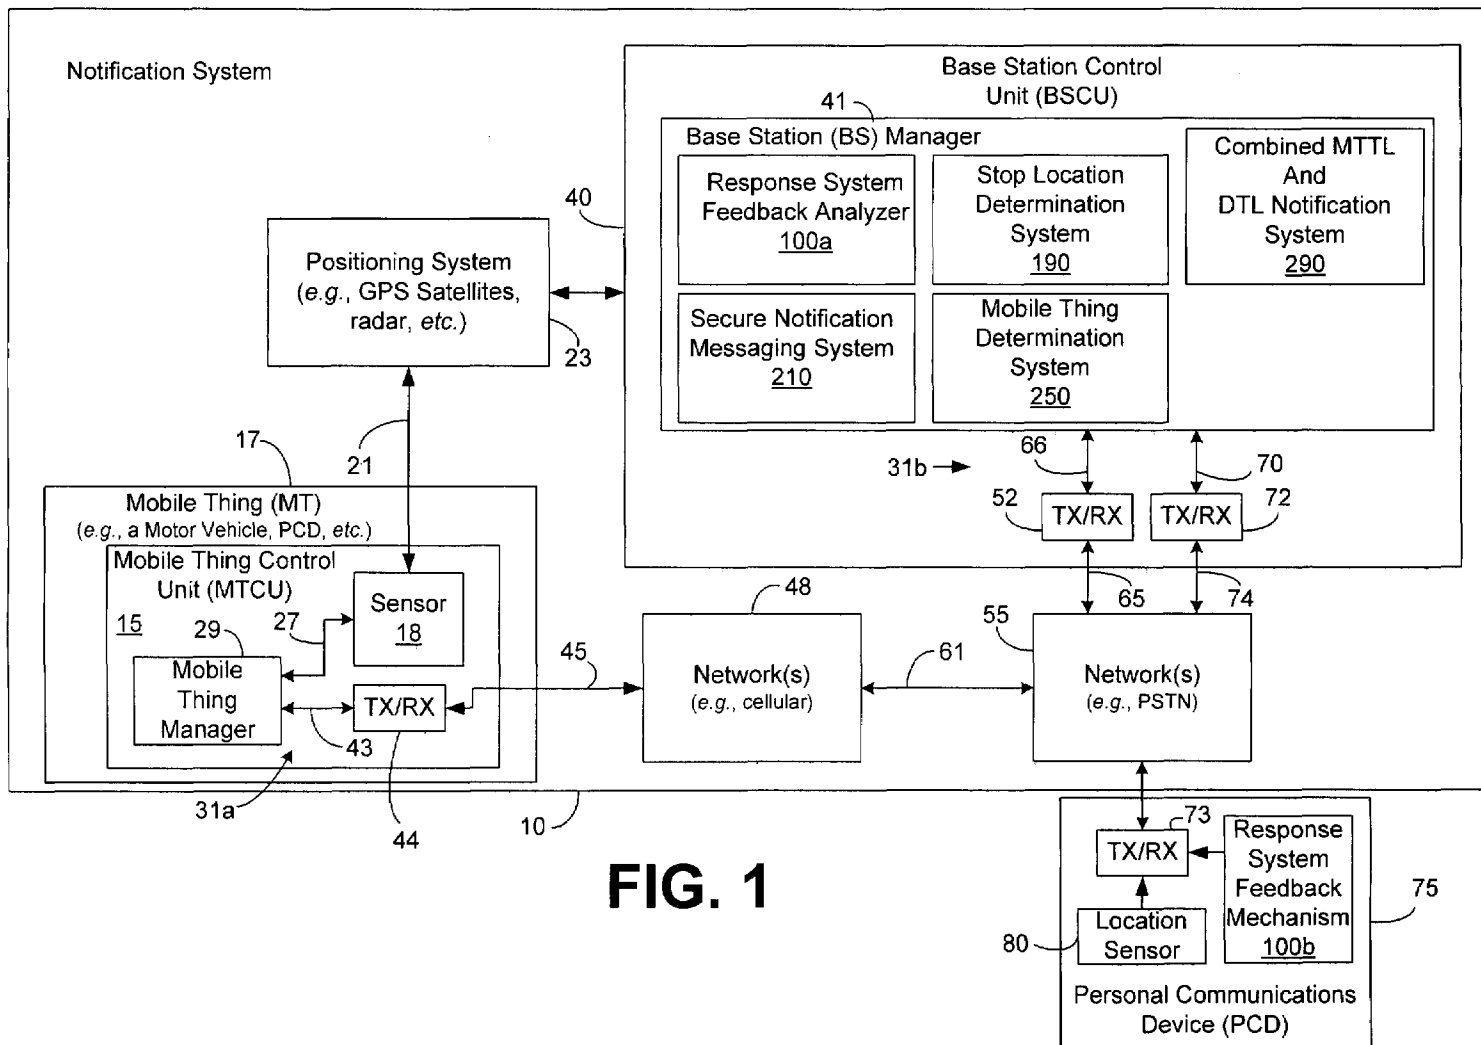 Notification System
Base Station Control
Unit (BSCU)
41
Base Station (BS) Manager
Response System
Feedback Analyzer
100a
Stop Location
Determination
System
190
Combined MTTL
And
DTL Notification
System
290
Secure Notification
Messaging System
210
Mobile Thing
Determination
System
250
40
Positioning System
(e.g., GPS Satellites,
radar, etc.)
23
21
17
31b
66
70
52
TX/RX
TX/RX
72
65
74
Mobile Thing (MT)
(e.g., a Motor Vehicle, PCD, etc.)
Mobile Thing Control
Unit (MTCU)
15
27
29
Sensor
18
Mobile
Thing
Manager
43
TX/RX
31a
44
45
48
Network(s)
(e.g., cellular)
61
55
Network(s)
(e.g., PSTN)
10
73
TX/RX
Response
System
Feedback
Mechanism
100b
75
80
Location
Sensor
Personal Communications
Device (PCD)
FIG. 1